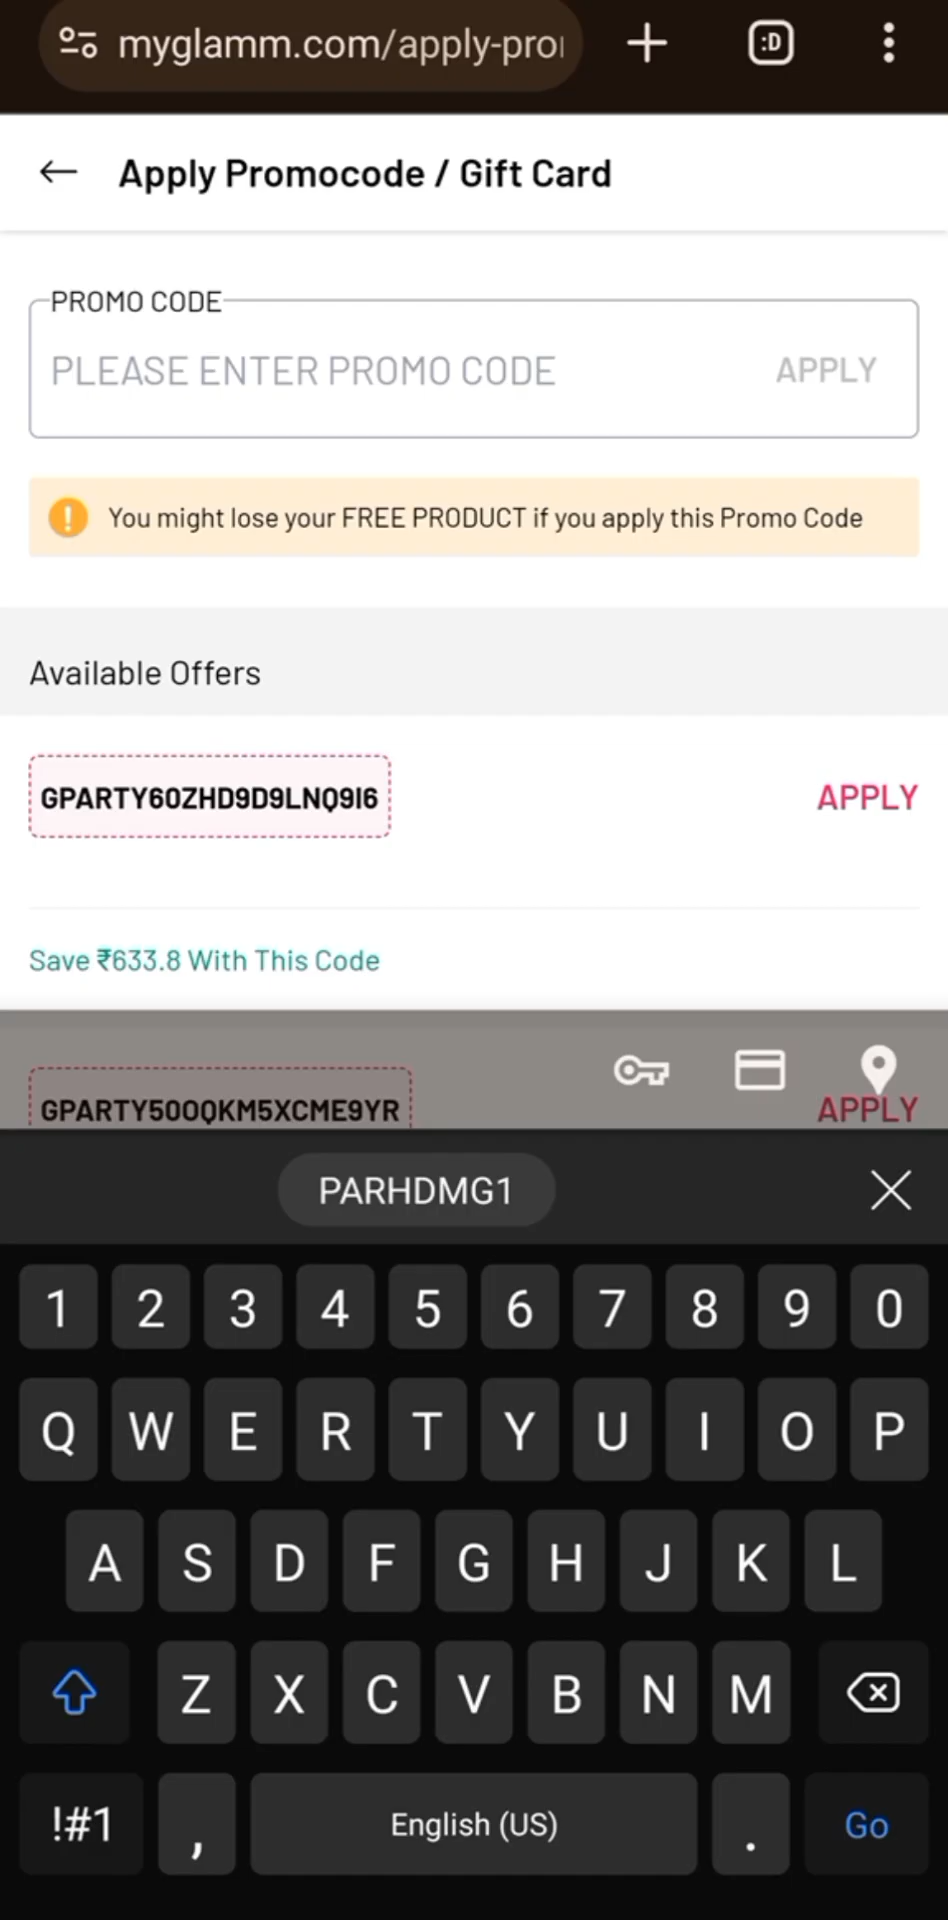 myglamm.com/apply-pro
:D
Apply Promocode / Gift Card
PROMO CODE
PLEASE ENTER PROMO CODE
APPLY
You might lose your FREE PRODUCT if you apply this Promo Code
Available Offers
GPARTY60ZHD9D9LNQ9I6
APPLY
Save ₹633.8 With This Code
GPARTY50OQKM5XCME9YR
APPLY
PARHDMG1
1 2 3 4 5 6 7 8 9 0
Q W E R T Y U I O P
A S D F G H J K L
Z X C V B N M
!#1 , English (US) . Go